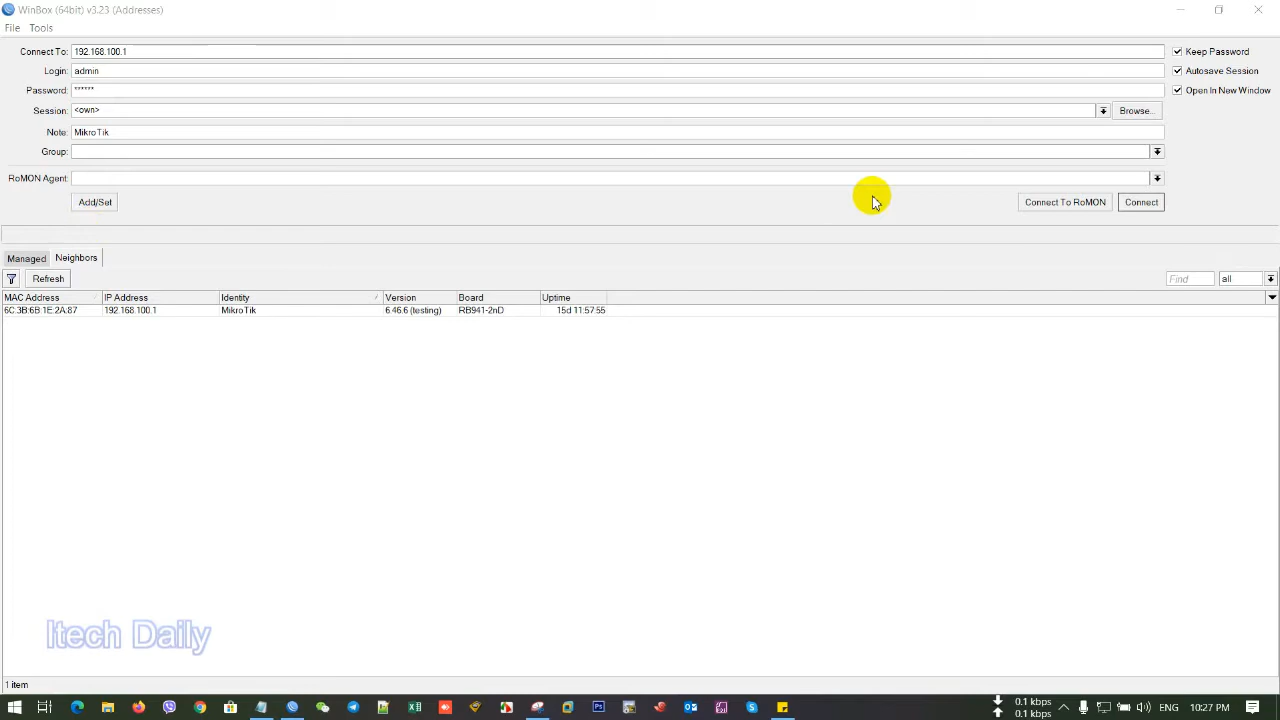 WinBox (64bit) v3.23 (Addresses)
File Tools
Connect To: 192.168.100.1
Keep Password
Login: admin
Autosave Session
Password: ******
Open In New Window
Session: <own>
Browse...
Note: MikroTik
Group:
RoMON Agent:
Add/Set
Connect To RoMON
Connect
Managed Neighbors
Refresh
Find
all
MAC Address IP Address Identity Version Board Uptime
6C:3B:6B:1E:2A:87 192.168.100.1 MikroTik 6.46.6 (testing) RB941-2nD 15d 11:57:55
Itech Daily
1 item
0.1 kbps
0.1 kbps
ENG
10:27 PM